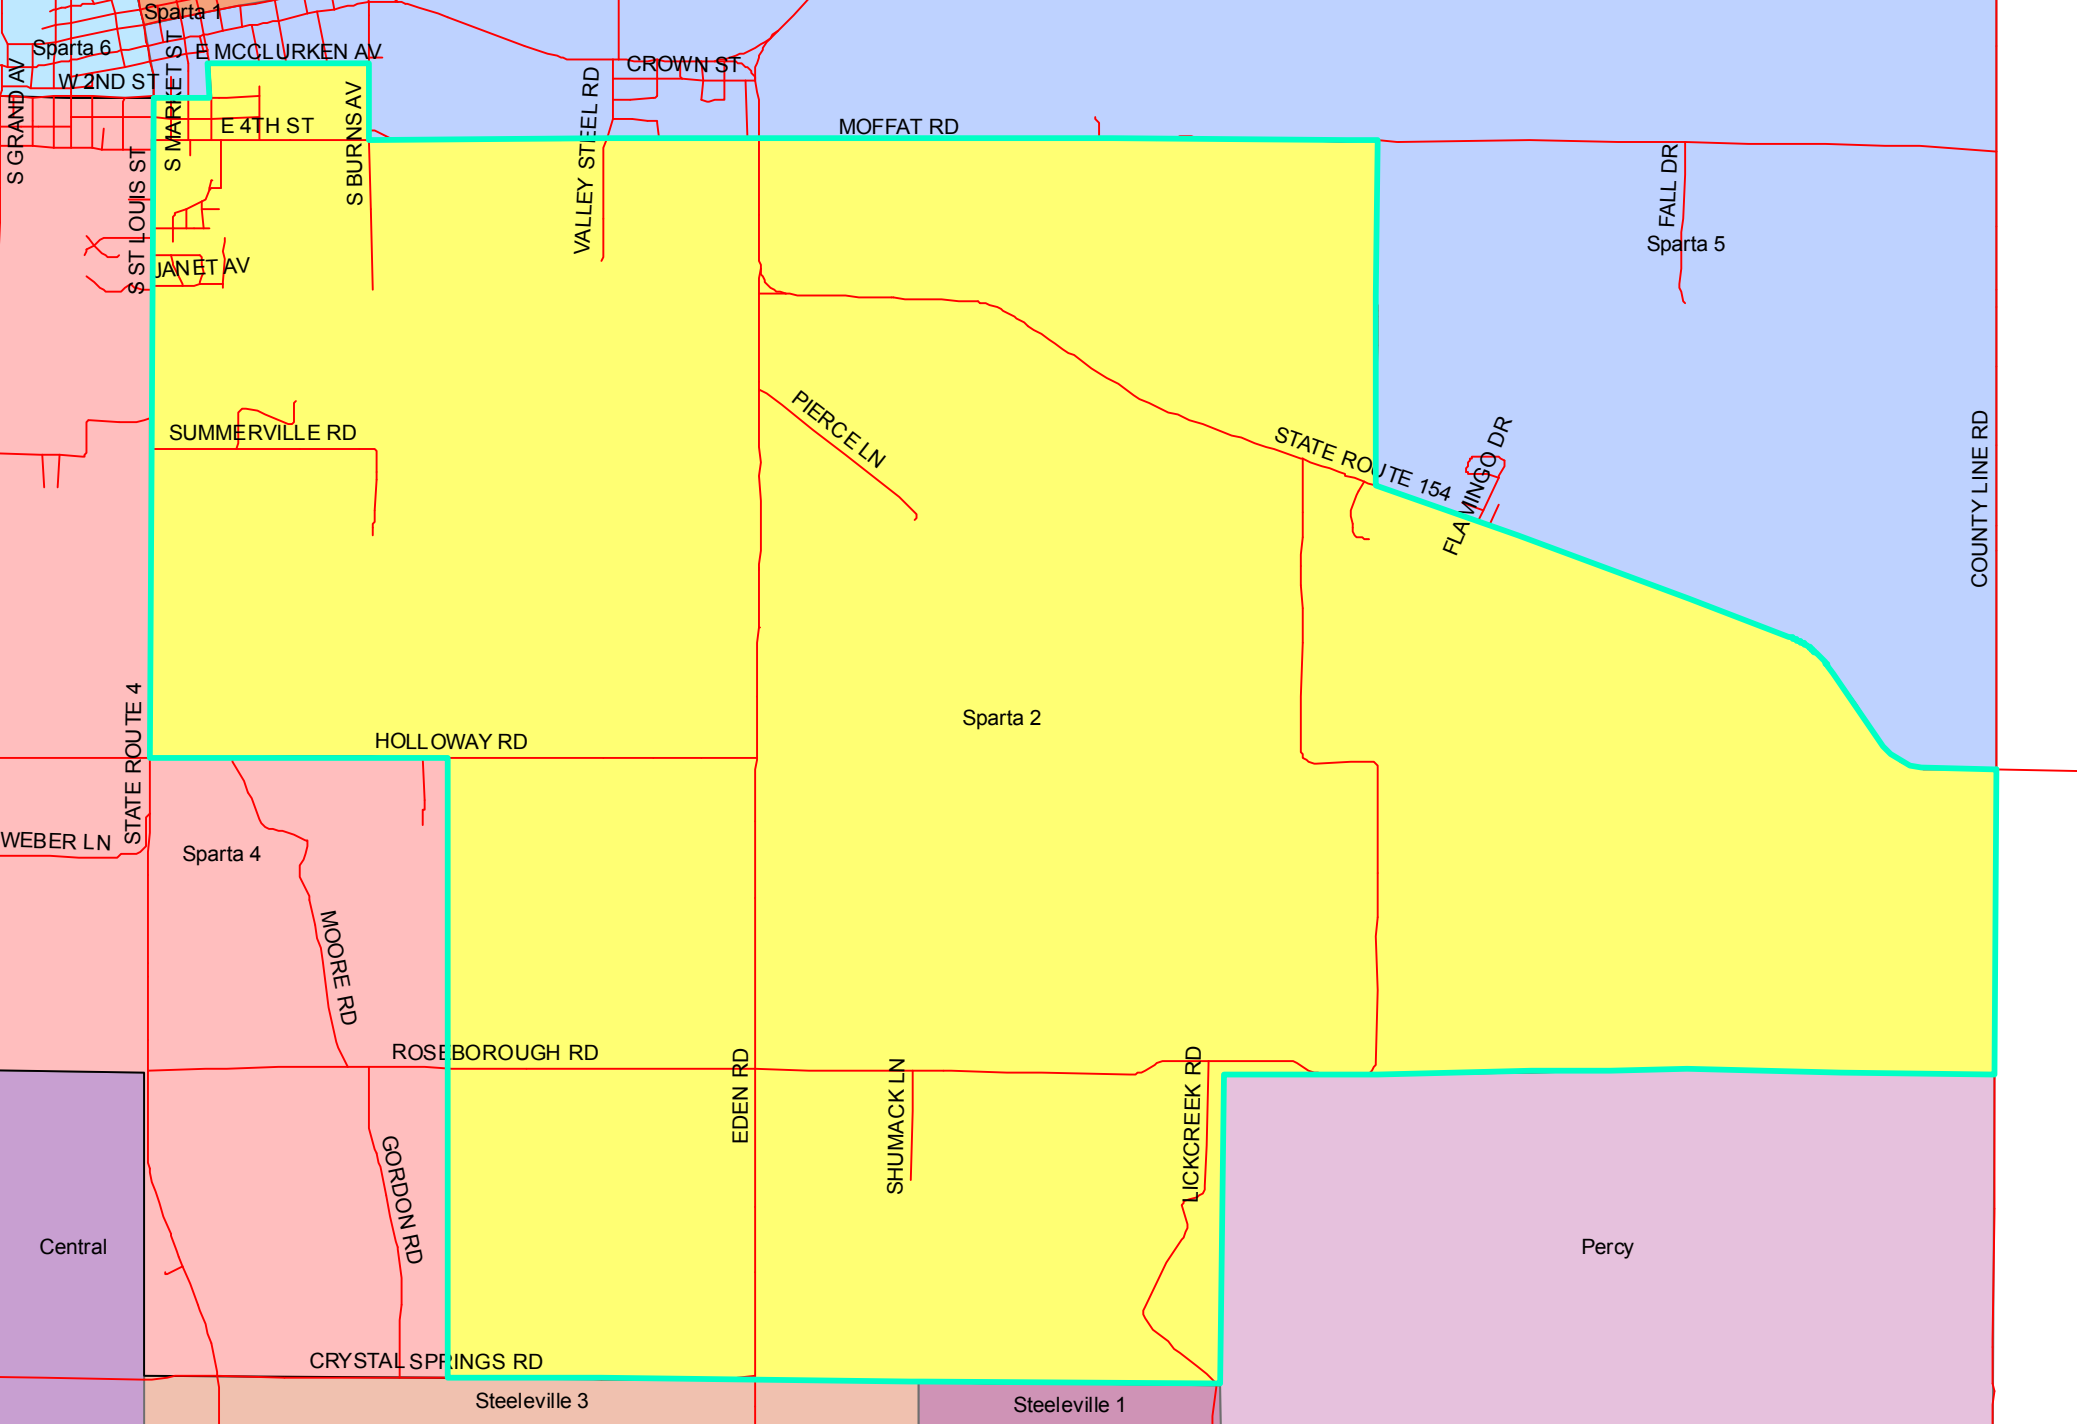 Sparta 1
Sparta 6
E MCCLURKEN AV
CROWN ST
W 2ND ST
S GRAND AV
S MARKET ST
E 4TH ST
S BURNS AV
VALLEY STEEL RD
MOFFAT RD
FALL DR
Sparta 5
S ST LOUIS ST
JANET AV
SUMMERVILLE RD
PIERCE LN
STATE ROUTE 154
FLAMINGO DR
COUNTY LINE RD
STATE ROUTE 4
Sparta 2
HOLLOWAY RD
WEBER LN
Sparta 4
MOORE RD
ROSEBOROUGH RD
EDEN RD
SHUMACK LN
LICKCREEK RD
GORDON RD
Central
Percy
CRYSTAL SPRINGS RD
Steeleville 3
Steeleville 1